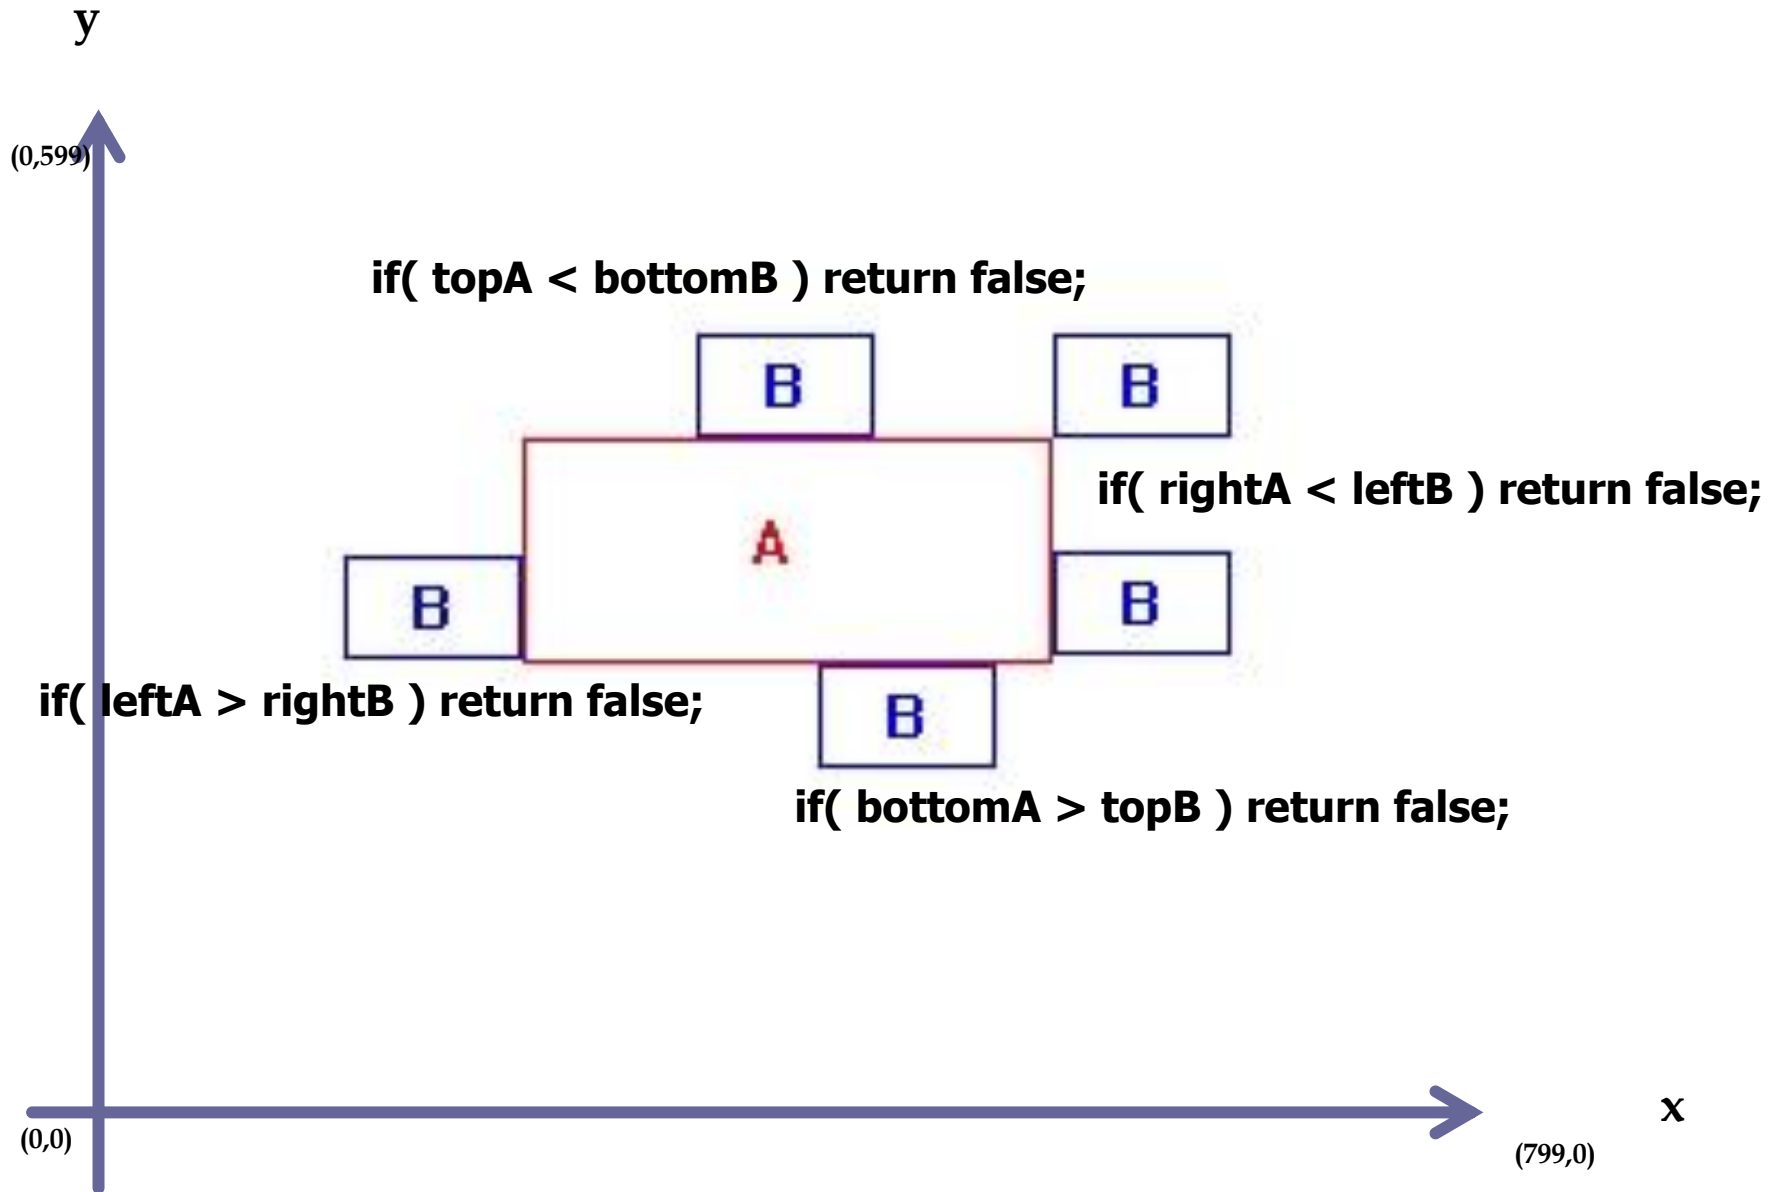 y
(0,599)
if( topA < bottomB ) return false;
B
B
if( rightA < leftB ) return false;
A
B
B
if( leftA > rightB ) return false;
B
if( bottomA > topB ) return false;
x
(0,0)
(799,0)